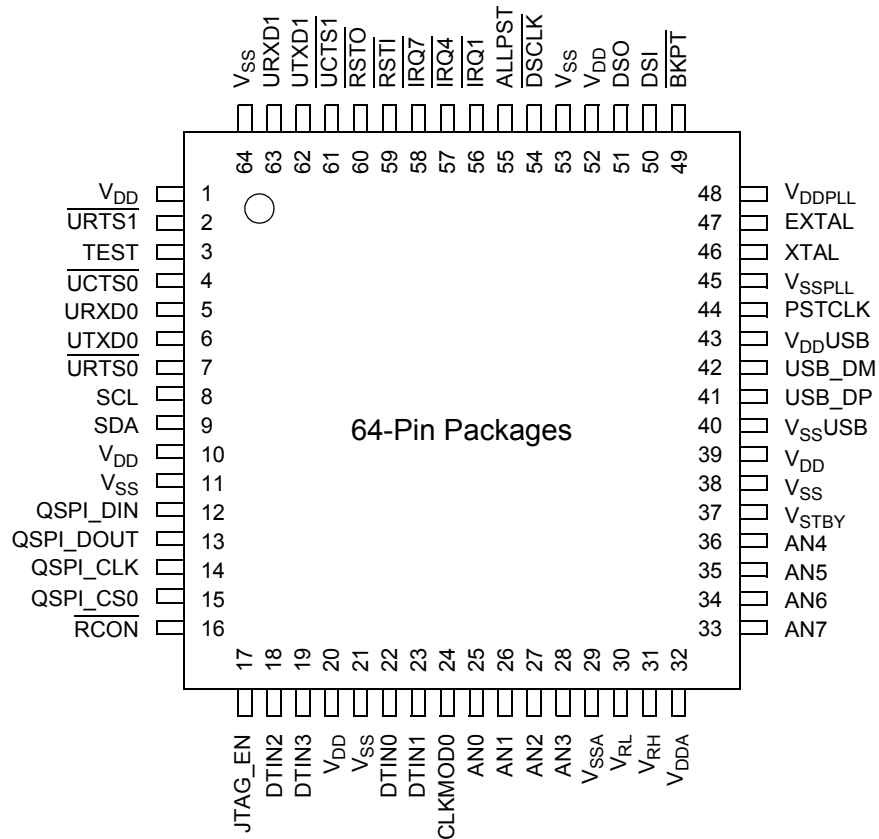 VSS URXD1 UTXD1 UCTS1 RSTO RSTI IRQ7 IRQ4 IRQ1 ALLPST DSCLK VSS VDD DSO DSI BKPT
64 63 62 61 60 59 58 57 56 55 54 53 52 51 50 49
VDD 1
URTS1 2
TEST 3
UCTS0 4
URXD0 5
UTXD0 6
URTS0 7
SCL 8
SDA 9
VDD 10
VSS 11
QSPI_DIN 12
QSPI_DOUT 13
QSPI_CLK 14
QSPI_CS0 15
RCON 16
64-Pin Packages
48 VDDPLL
47 EXTAL
46 XTAL
45 VSSPLL
44 PSTCLK
43 VDDUSB
42 USB_DM
41 USB_DP
40 VSSUSB
39 VDD
38 VSS
37 VSTBY
36 AN4
35 AN5
34 AN6
33 AN7
17 18 19 20 21 22 23 24 25 26 27 28 29 30 31 32
JTAG_EN DTIN2 DTIN3 VDD VSS DTIN0 DTIN1 CLKMOD0 AN0 AN1 AN2 AN3 VSSA VRL VRH VDDA